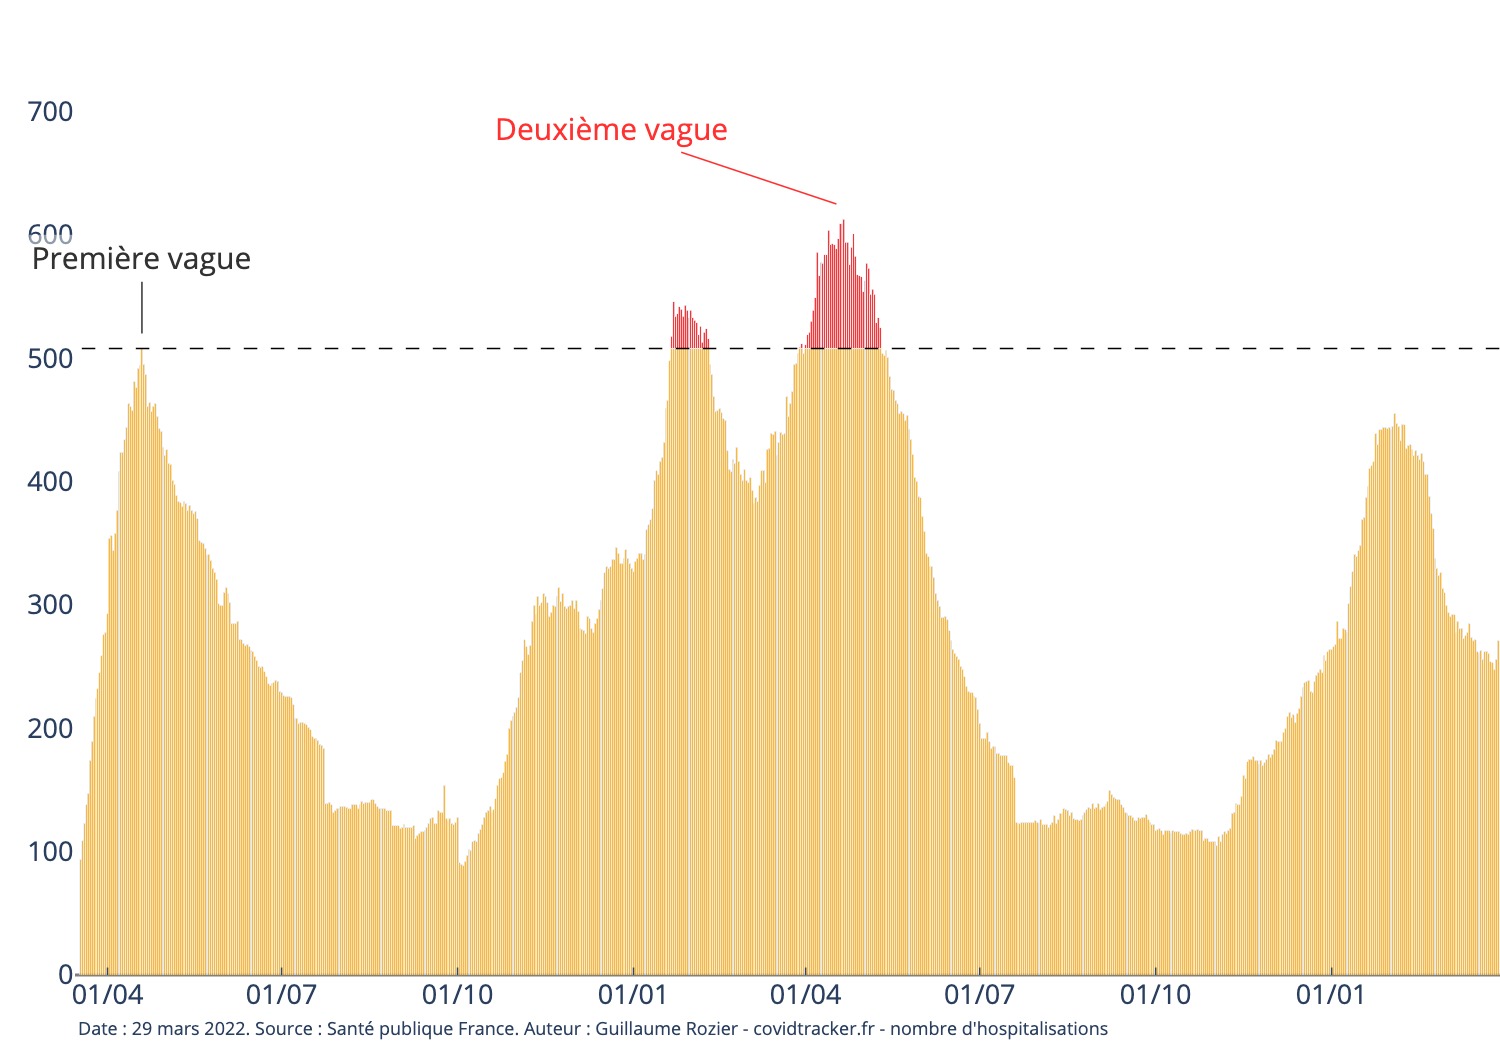 700
Deuxième vague
600
Première vague
500
400
300
200
100
0
01/04 01/07 01/10 01/01 01/04 01/07 01/10 01/01
Date : 29 mars 2022. Source : Santé publique France. Auteur : Guillaume Rozier - covidtracker.fr - nombre d'hospitalisations